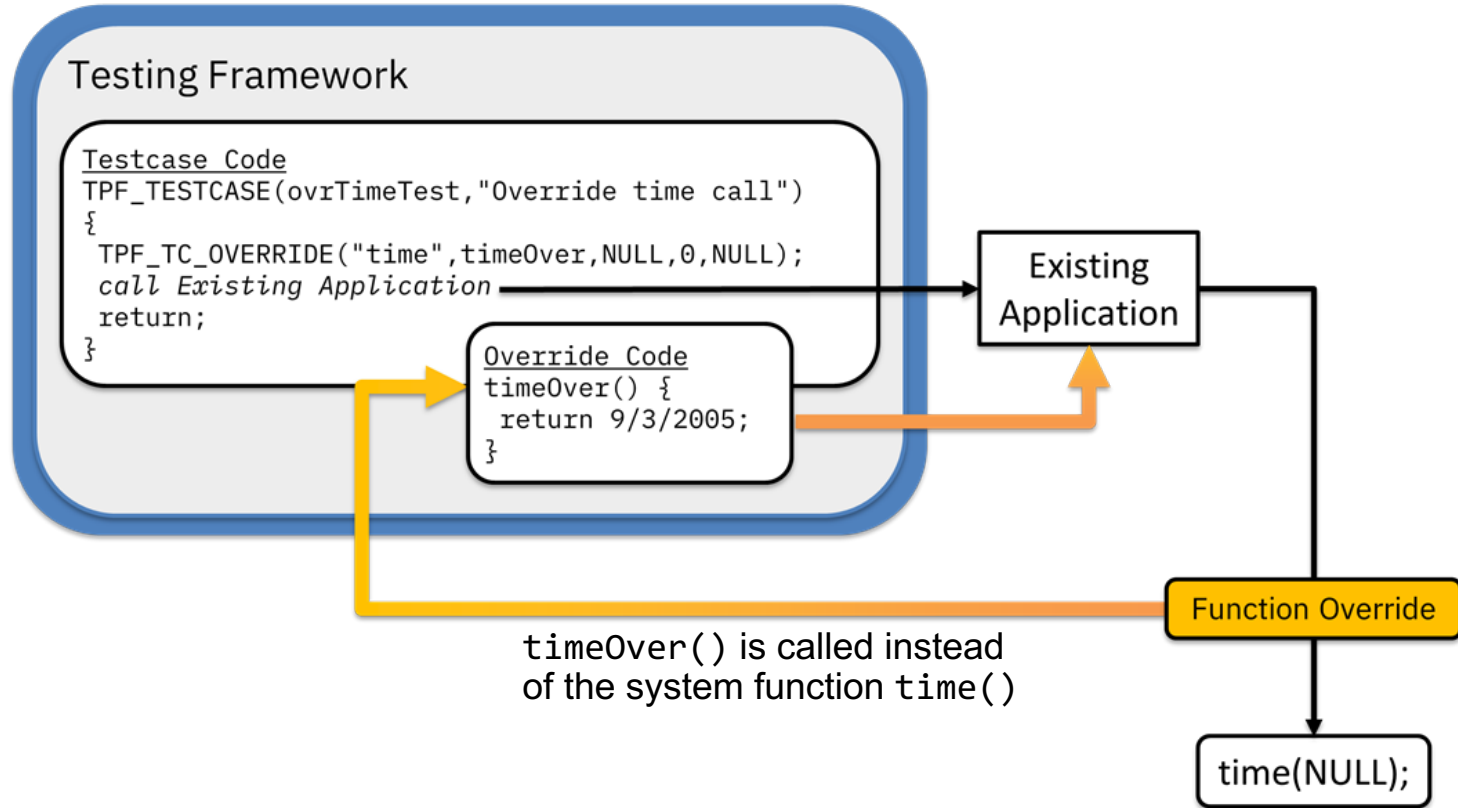 Testing Framework
Testcase Code
TPF_TESTCASE(ovrTimeTest,"Override time call")
{
TPF_TC_OVERRIDE("time",timeOver,NULL,0,NULL);
call Existing Application
return;
}
Override Code
timeOver() {
return 9/3/2005;
}
Existing
Application
Function Override
timeOver() is called instead
of the system function time()
time(NULL);